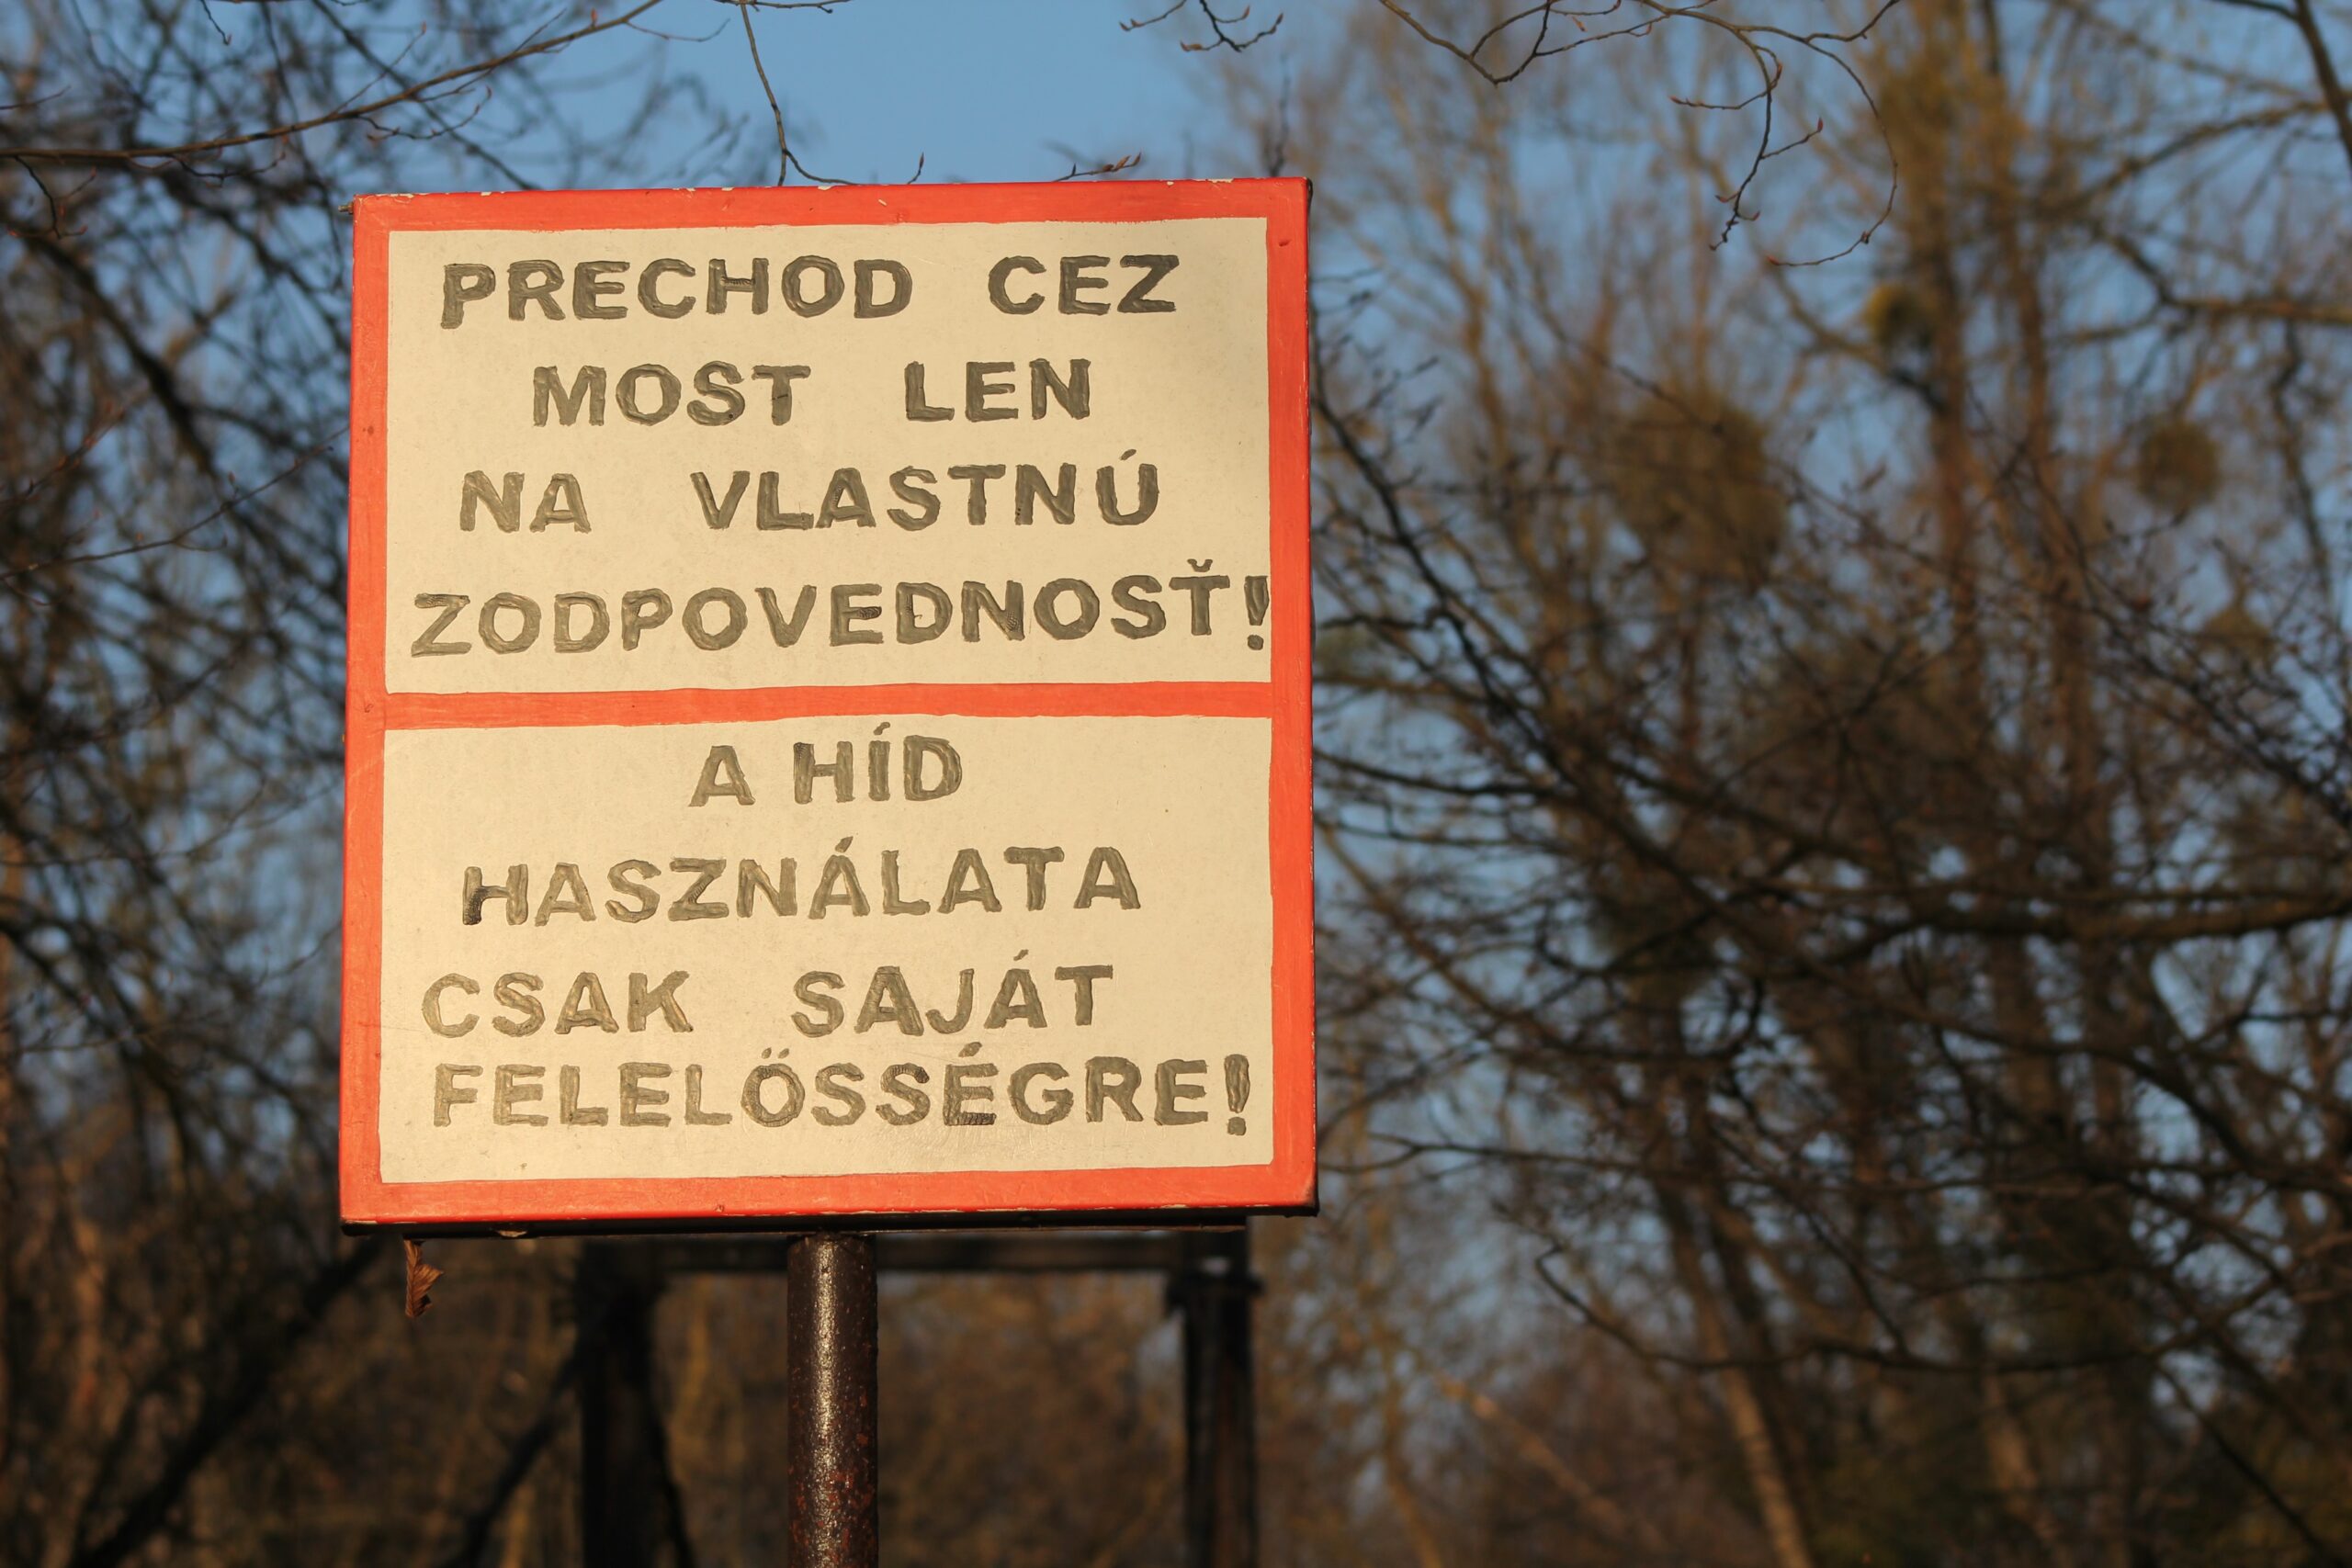 PRECHOD CEZ
MOST LEN
NA VLASTNÚ
ZODPOVEDNOSŤ!
A HÍD
HASZNÁLATA
CSAK SAJÁT
FELELÖSSÉGRE!